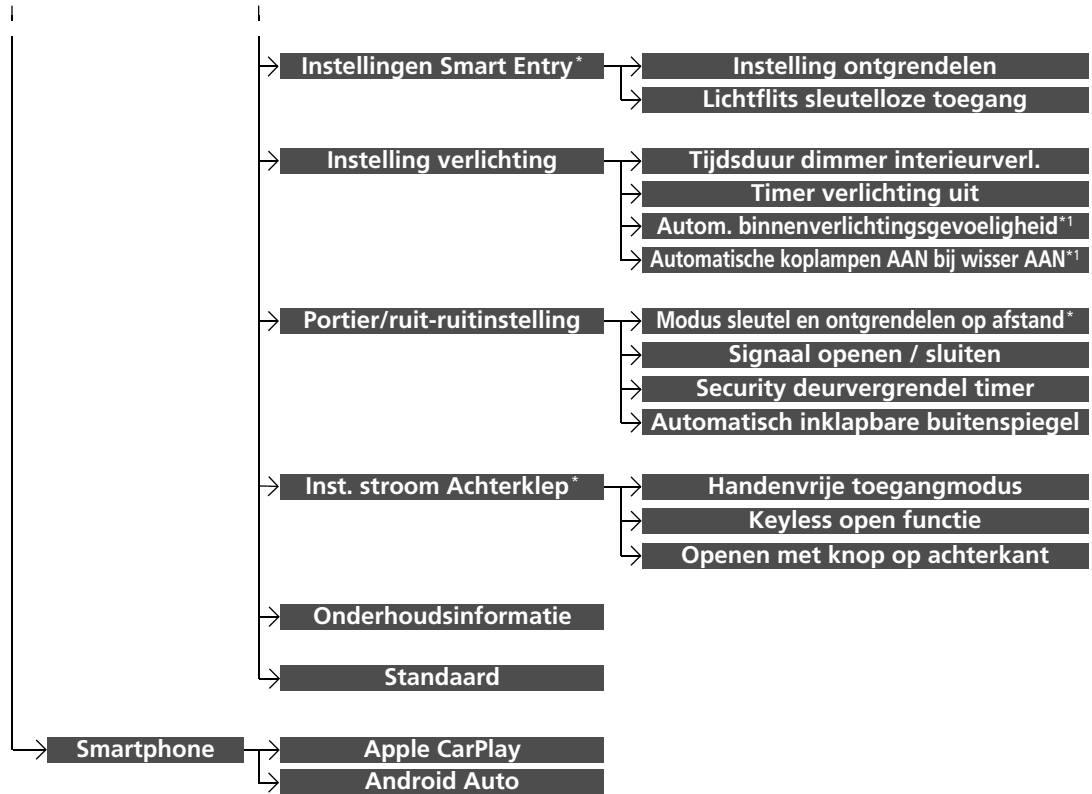 Instellingen Smart Entry*
Instelling ontgrendelen
Lichtflits sleutelloze toegang
Instelling verlichting
Tijdsduur dimmer interieurverl.
Timer verlichting uit
Autom. binnenverlichtingsgevoeligheid*1
Automatische koplampen AAN bij wisser AAN*1
Portier/ruit-ruitinstelling
Modus sleutel en ontgrendelen op afstand*
Signaal openen / sluiten
Security deurvergrendel timer
Automatisch inklapbare buitenspiegel
Inst. stroom Achterklep*
Handenvrije toegangmodus
Keyless open functie
Openen met knop op achterkant
Onderhoudsinformatie
Standaard
Smartphone
Apple CarPlay
Android Auto